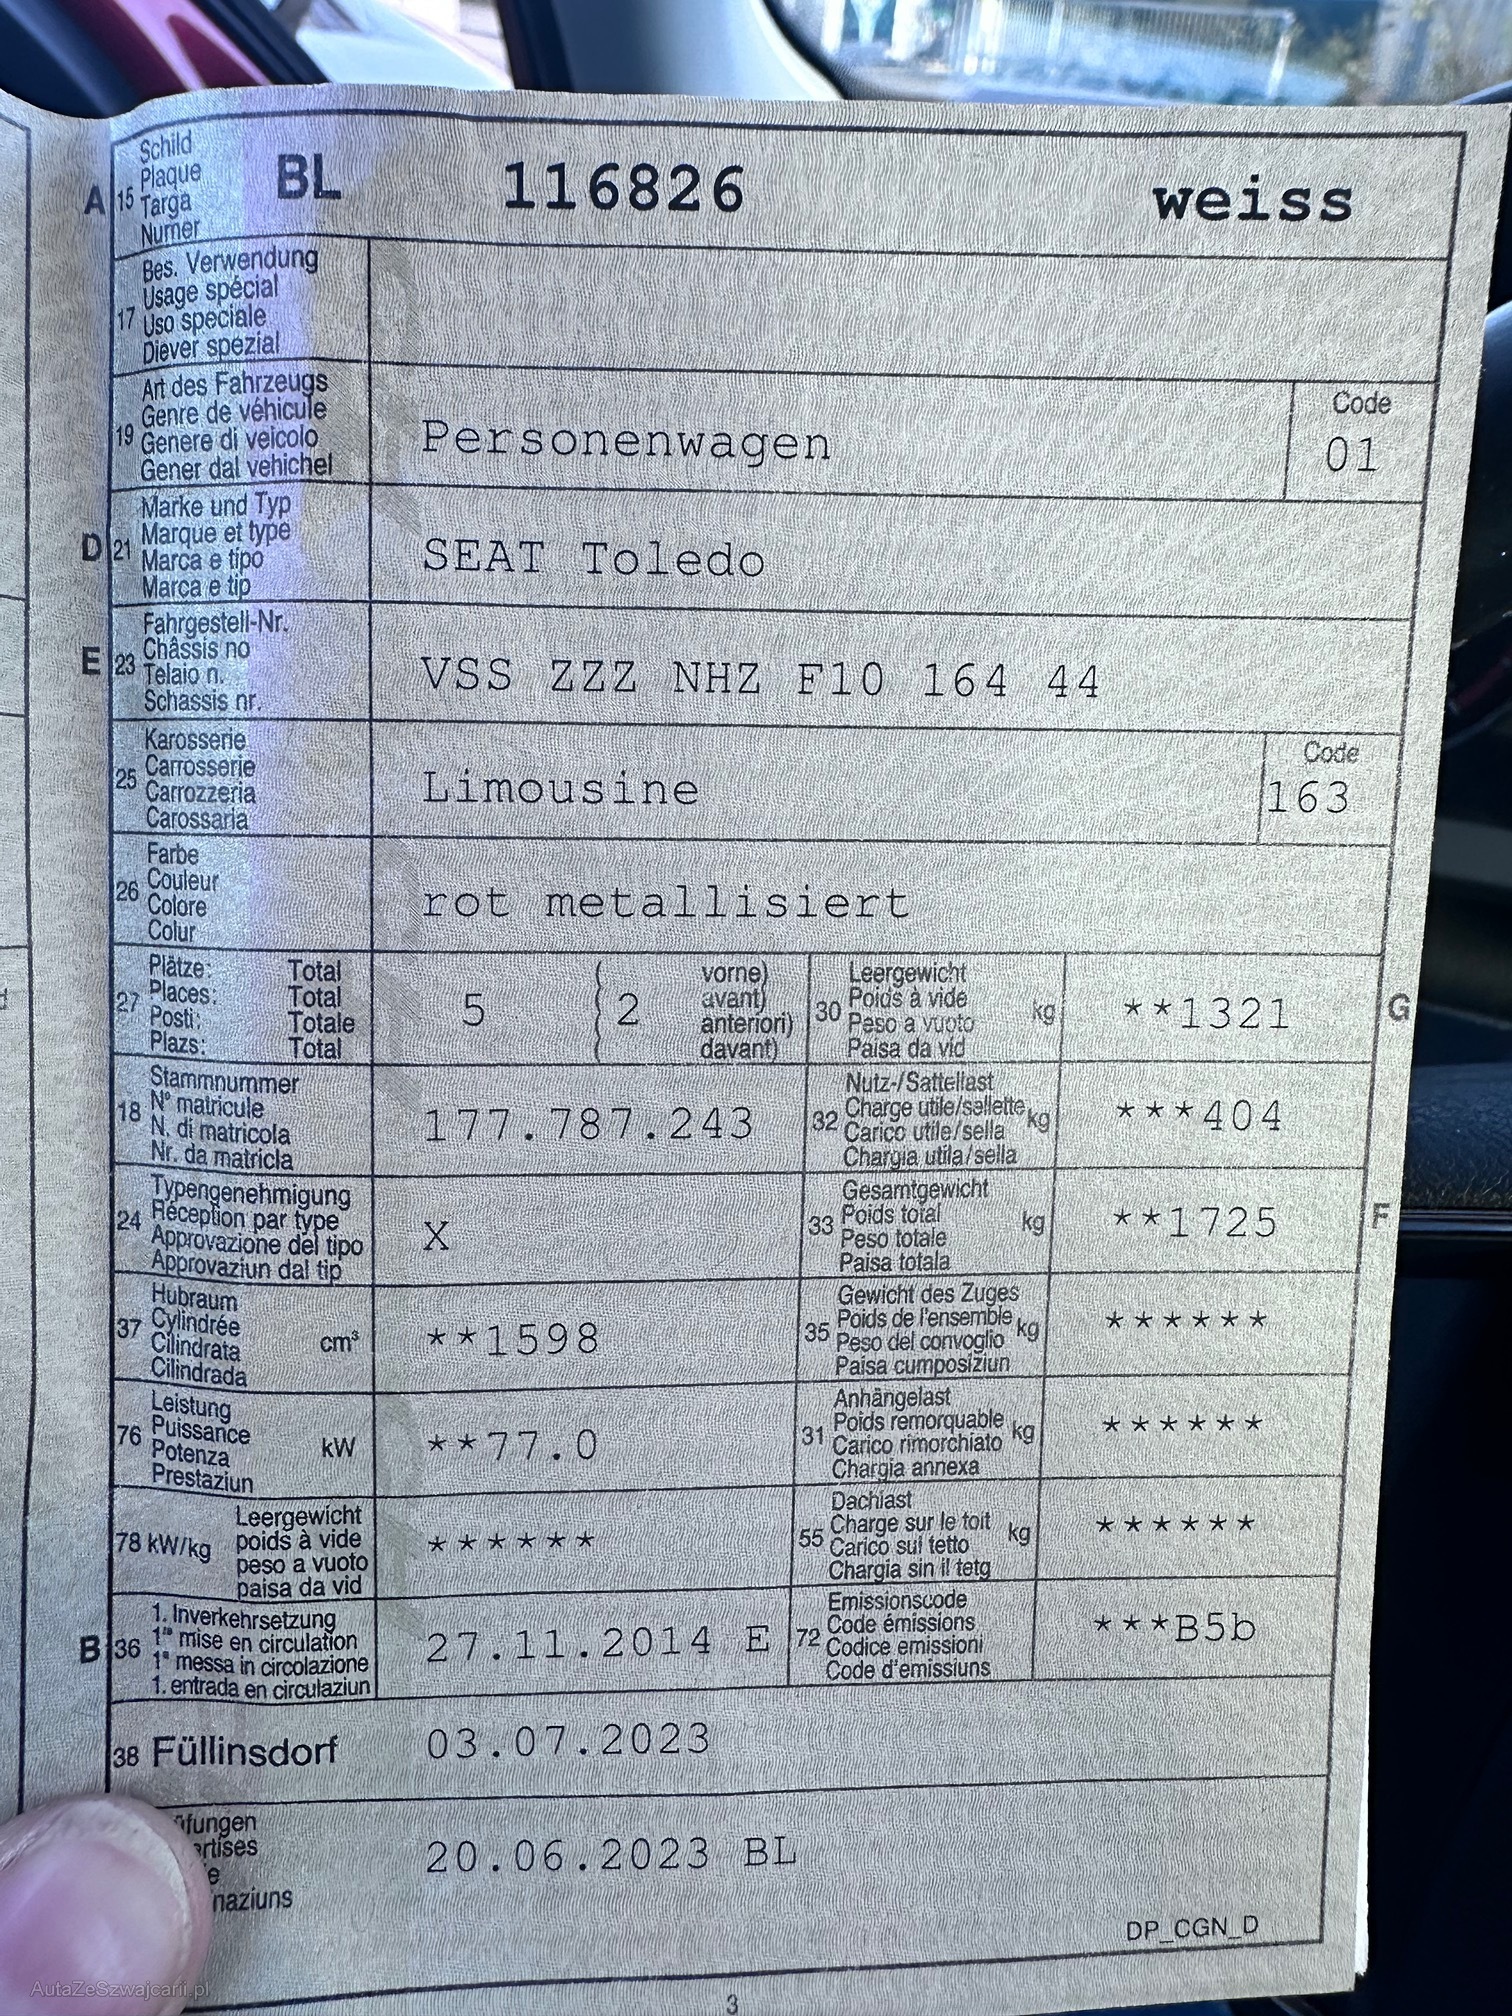 A 15 Schild
Plaque
Targa
Numer
BL 116826 weiss
17 Bes. Verwendung
Usage spécial
Uso speciale
Diever spezial
19 Art des Fahrzeugs
Genre de véhicule
Genere di veicolo
Gener dal vehichel
Personenwagen
Code
01
D 21 Marke und Typ
Marque et type
Marca e tipo
Marca e tip
SEAT Toledo
E 23 Fahrgestell-Nr.
Châssis no
Telaio n.
Schassis nr.
VSS ZZZ NHZ F10 164 44
25 Karosserie
Carrosserie
Carrozzeria
Carossaria
Limousine
Code
163
26 Farbe
Couleur
Colore
Colur
rot metallisiert
27 Plätze: Total
Places: Total
Posti: Totale
Plazs: Total
5 ( 2
vorne)
avant)
anteriori)
davant)
30 Leergewicht
Poids à vide
Peso a vuoto
Paisa da vid
kg
**1321 G
18 Stammnummer
N° matricule
N. di matricola
Nr. da matricla
177.787.243
32 Nutz-/Sattellast
Charge utile/sellette
Carico utile/sella
Chargia utila/sella
kg
***404
24 Typengenehmigung
Réception par type
Approvazione del tipo
Approvaziun dal tip
X
33 Gesamtgewicht
Poids total
Peso totale
Paisa totala
kg
**1725 F
37 Hubraum
Cylindrée
Cilindrata
Cilindrada
cm³
**1598
35 Gewicht des Zuges
Poids de l'ensemble
Peso del convoglio
Paisa cumposiziun
kg
******
76 Leistung
Puissance
Potenza
Prestaziun
kW
**77.0
31 Anhängelast
Poids remorquable
Carico rimorchiato
Chargia annexa
kg
******
78 kW/kg Leergewicht
poids à vide
peso a vuoto
paisa da vid
******
55 Dachlast
Charge sur le toit
Carico sul tetto
Chargia sin il tetg
kg
******
B 36 1. Inverkehrsetzung
1re mise en circulation
1a messa in circolazione
1. entrada en circulaziun
27.11.2014 E
72 Emissionscode
Code émissions
Codice emissioni
Code d'emissiuns
***B5b
38 Füllinsdorf 03.07.2023
üfungen
ertises
e
naziuns
20.06.2023 BL
DP_CGN_D
3
AutaZeSzwajcarii.pl